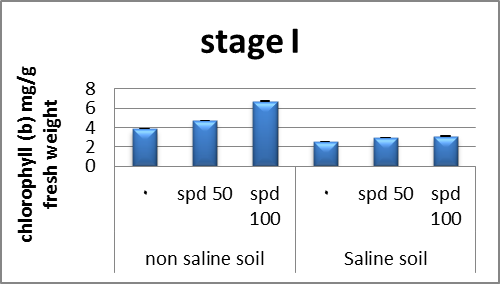 stage I
chlorophyll (b) mg/g
fresh weight
8
6
4
2
0
spd 50
spd
100
spd 50
spd
100
non saline soil
Saline soil